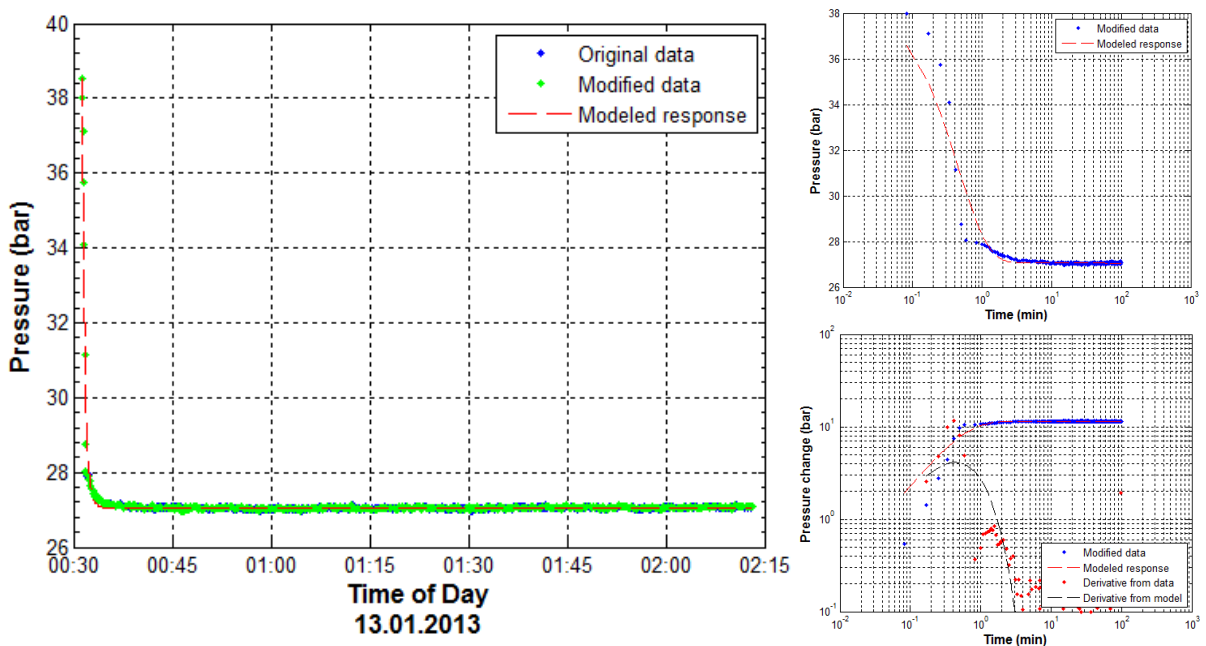 40
38
36
34
32
30
28
26
Pressure (bar)
Original data
Modified data
Modeled response
00:30 00:45 01:00 01:15 01:30 01:45 02:00 02:15
Time of Day
13.01.2013
38
36
34
32
30
28
26
Pressure (bar)
Modified data
Modeled response
10-2 10-1 100 101 102 103
Time (min)
102
101
100
10-1
Pressure change (bar)
Modified data
Modeled response
Derivative from data
Derivative from model
10-2 10-1 100 101 102 103
Time (min)